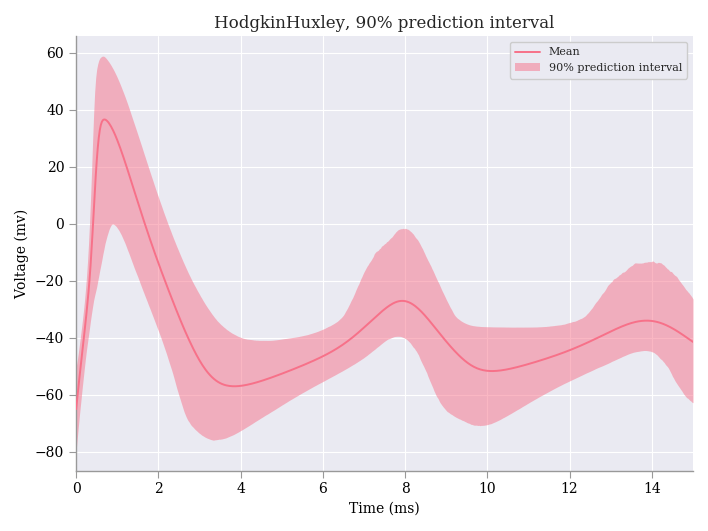 HodgkinHuxley, 90% prediction interval
Mean
90% prediction interval
Voltage (mv)
60
40
20
0
−20
−40
−60
−80
0 2 4 6 8 10 12 14
Time (ms)